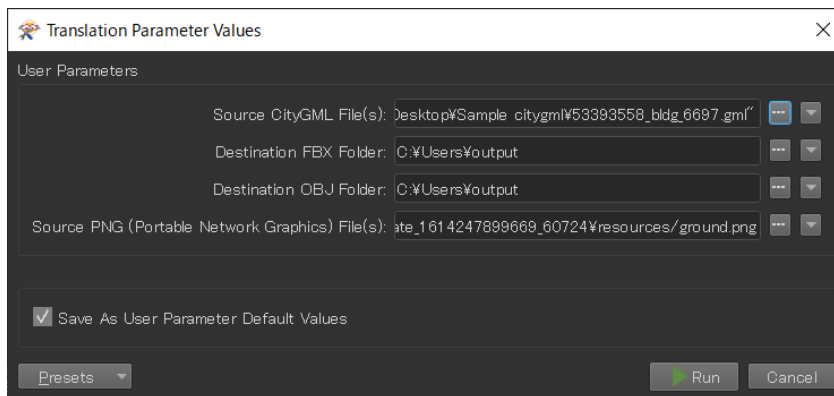 Translation Parameter Values
User Parameters
Source CityGML File(s): Desktop¥Sample citygml¥53393558_bldg_6697.gml"
Destination FBX Folder: C:¥Users¥output
Destination OBJ Folder: C:¥Users¥output
Source PNG (Portable Network Graphics) File(s): ate_1614247899669_60724¥resources/ground.png
Save As User Parameter Default Values
Presets Run Cancel